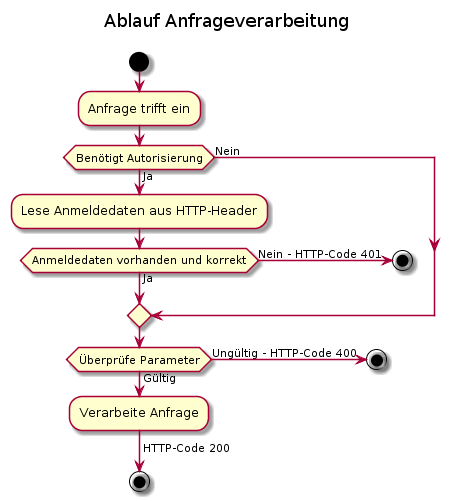 Ablauf Anfrageverarbeitung
Anfrage trifft ein
Benötigt Autorisierung
Nein
Ja
Lese Anmeldedaten aus HTTP-Header
Anmeldedaten vorhanden und korrekt
Nein - HTTP-Code 401
Ja
Überprüfe Parameter
Ungültig - HTTP-Code 400
Gültig
Verarbeite Anfrage
HTTP-Code 200